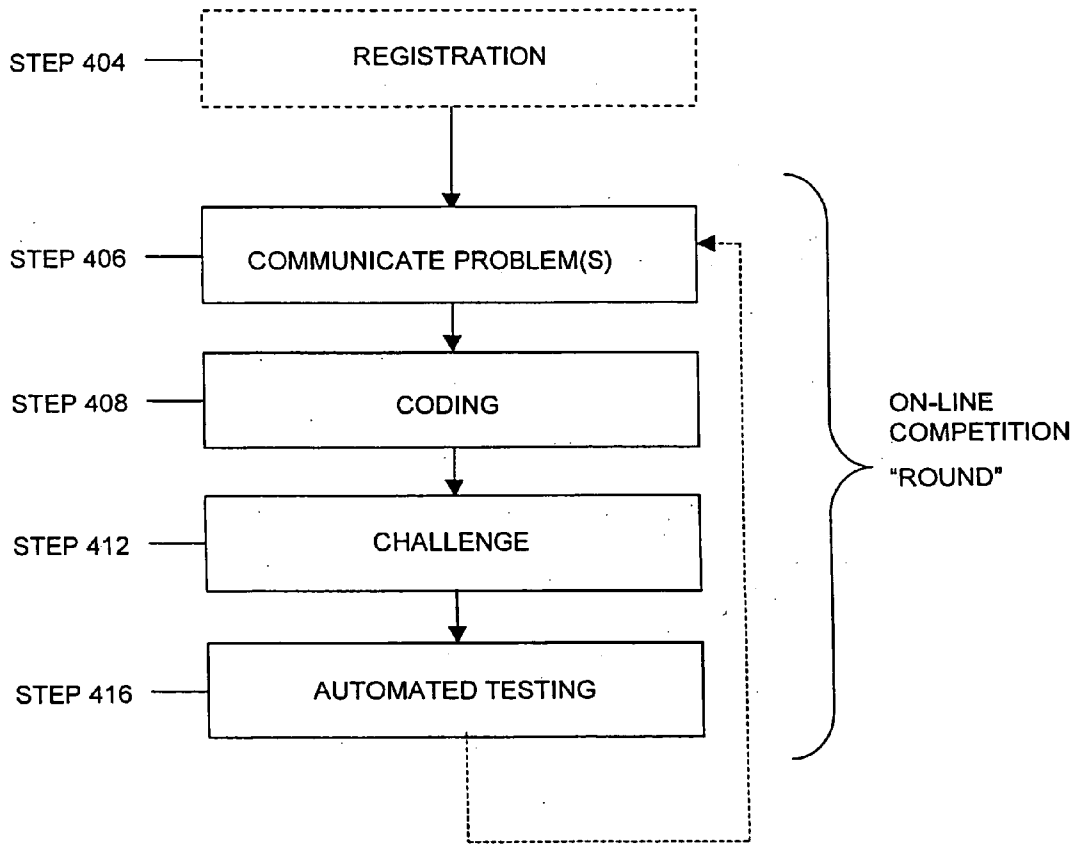 STEP 404
REGISTRATION
STEP 406
COMMUNICATE PROBLEM(S)
STEP 408
CODING
ON-LINE
COMPETITION
"ROUND"
STEP 412
CHALLENGE
STEP 416
AUTOMATED TESTING